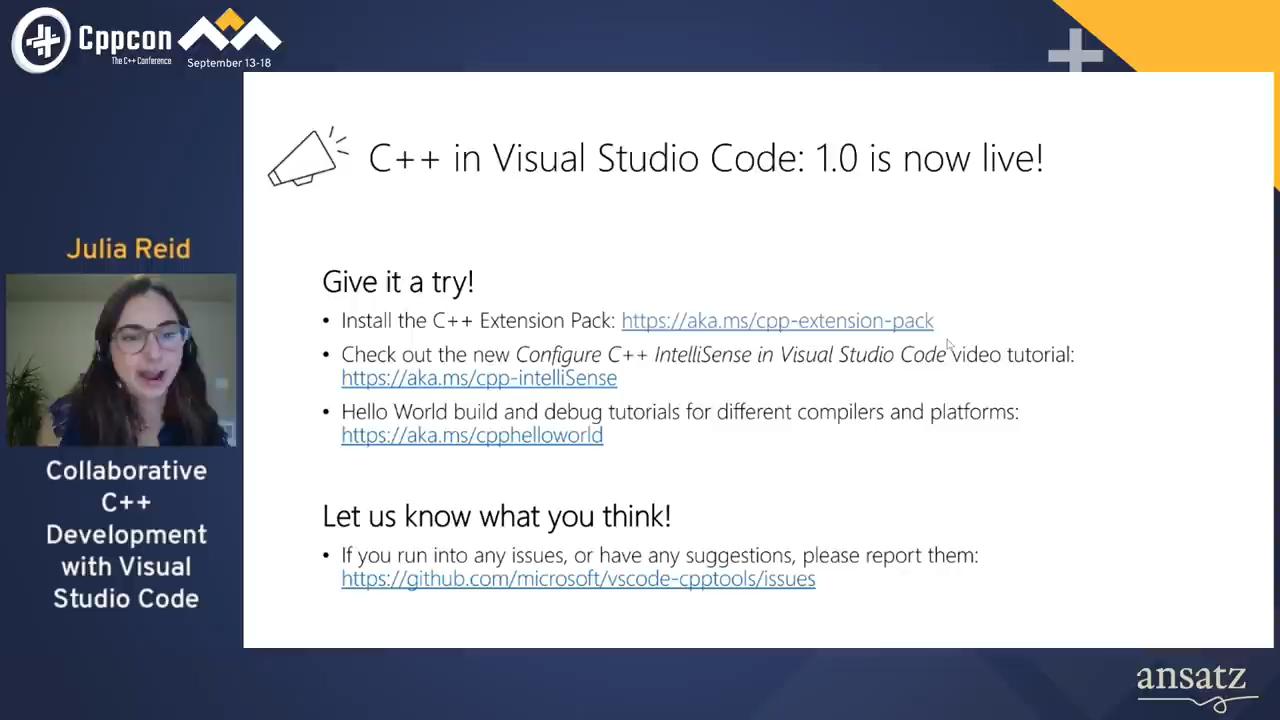 Cppcon
The C++ Conference
September 13-18
C++ in Visual Studio Code: 1.0 is now live!
Julia Reid
Collaborative
C++
Development
with Visual
Studio Code
Give it a try!
• Install the C++ Extension Pack: https://aka.ms/cpp-extension-pack
• Check out the new Configure C++ IntelliSense in Visual Studio Code video tutorial:
https://aka.ms/cpp-intelliSense
• Hello World build and debug tutorials for different compilers and platforms:
https://aka.ms/cpphelloworld
Let us know what you think!
• If you run into any issues, or have any suggestions, please report them:
https://github.com/microsoft/vscode-cpptools/issues
ansatz